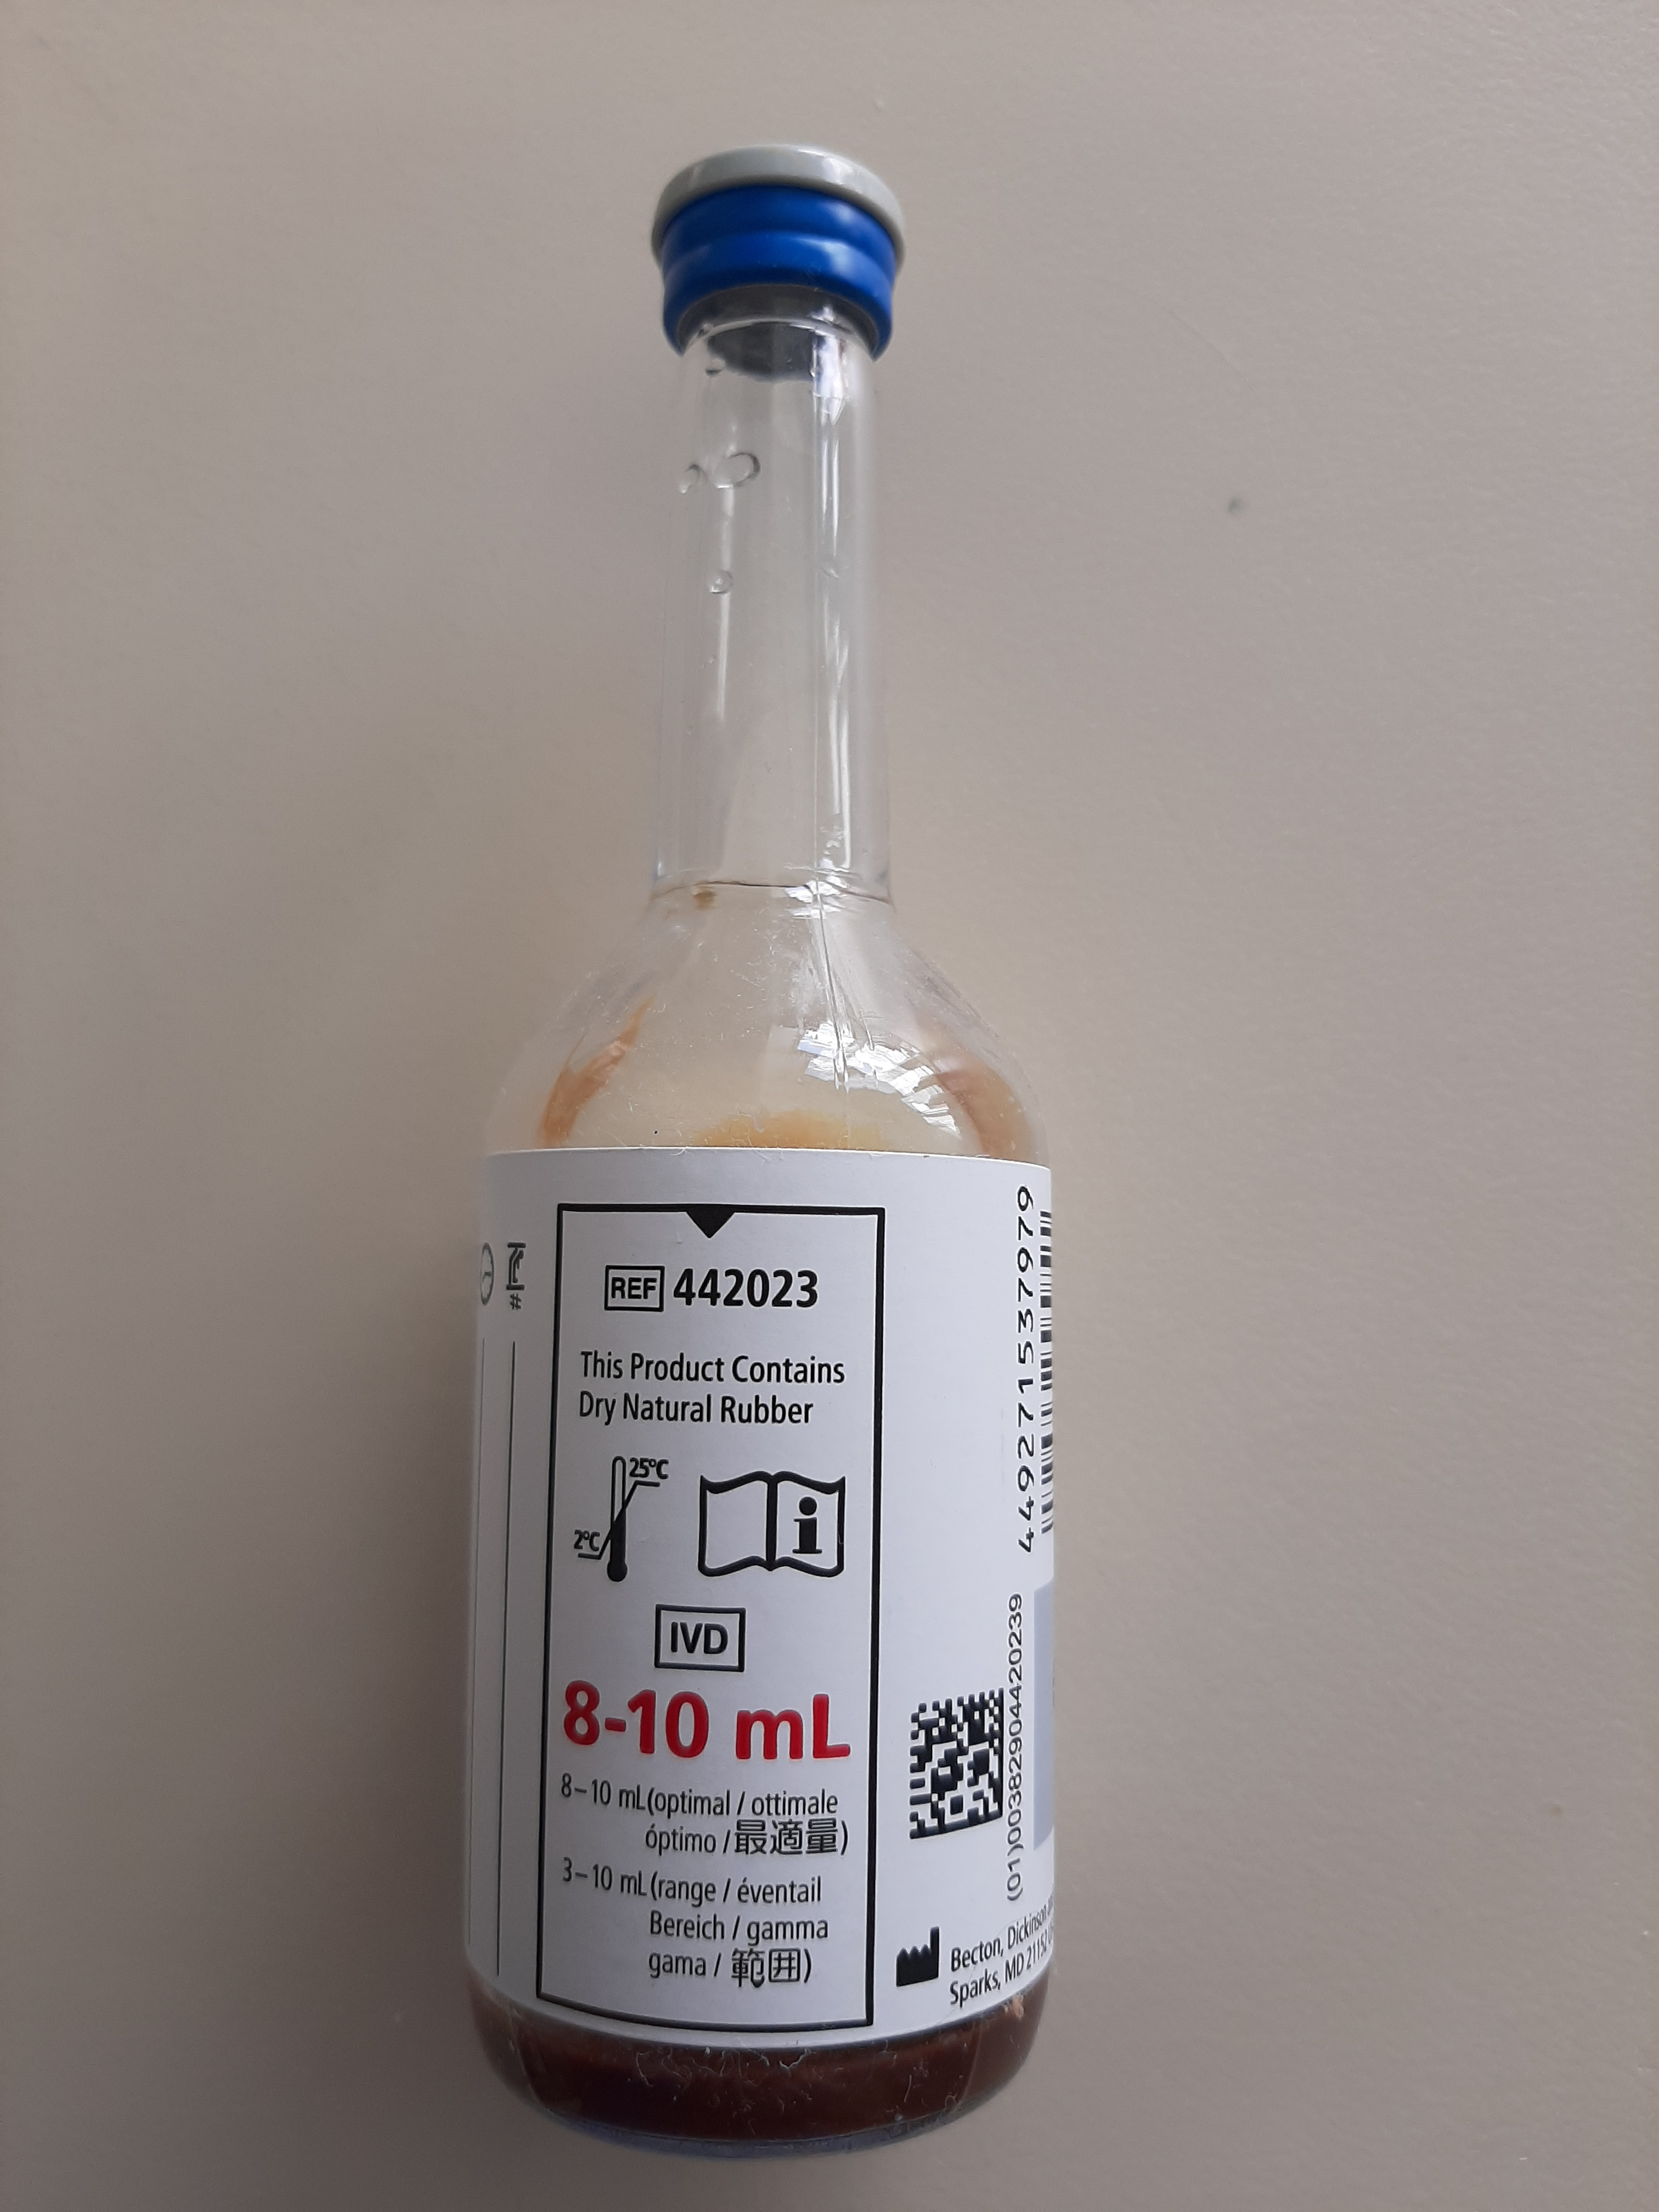 REF 442023
This Product Contains
Dry Natural Rubber
25°C
2°C
i
IVD
8-10 mL
8–10 mL (optimal / ottimale
óptimo / 最適量)
3–10 mL (range / éventail
Bereich / gamma
gama / 範囲)
#
449271537979
(01)00382904420239
Becton, Dickinson
Sparks, MD 21152